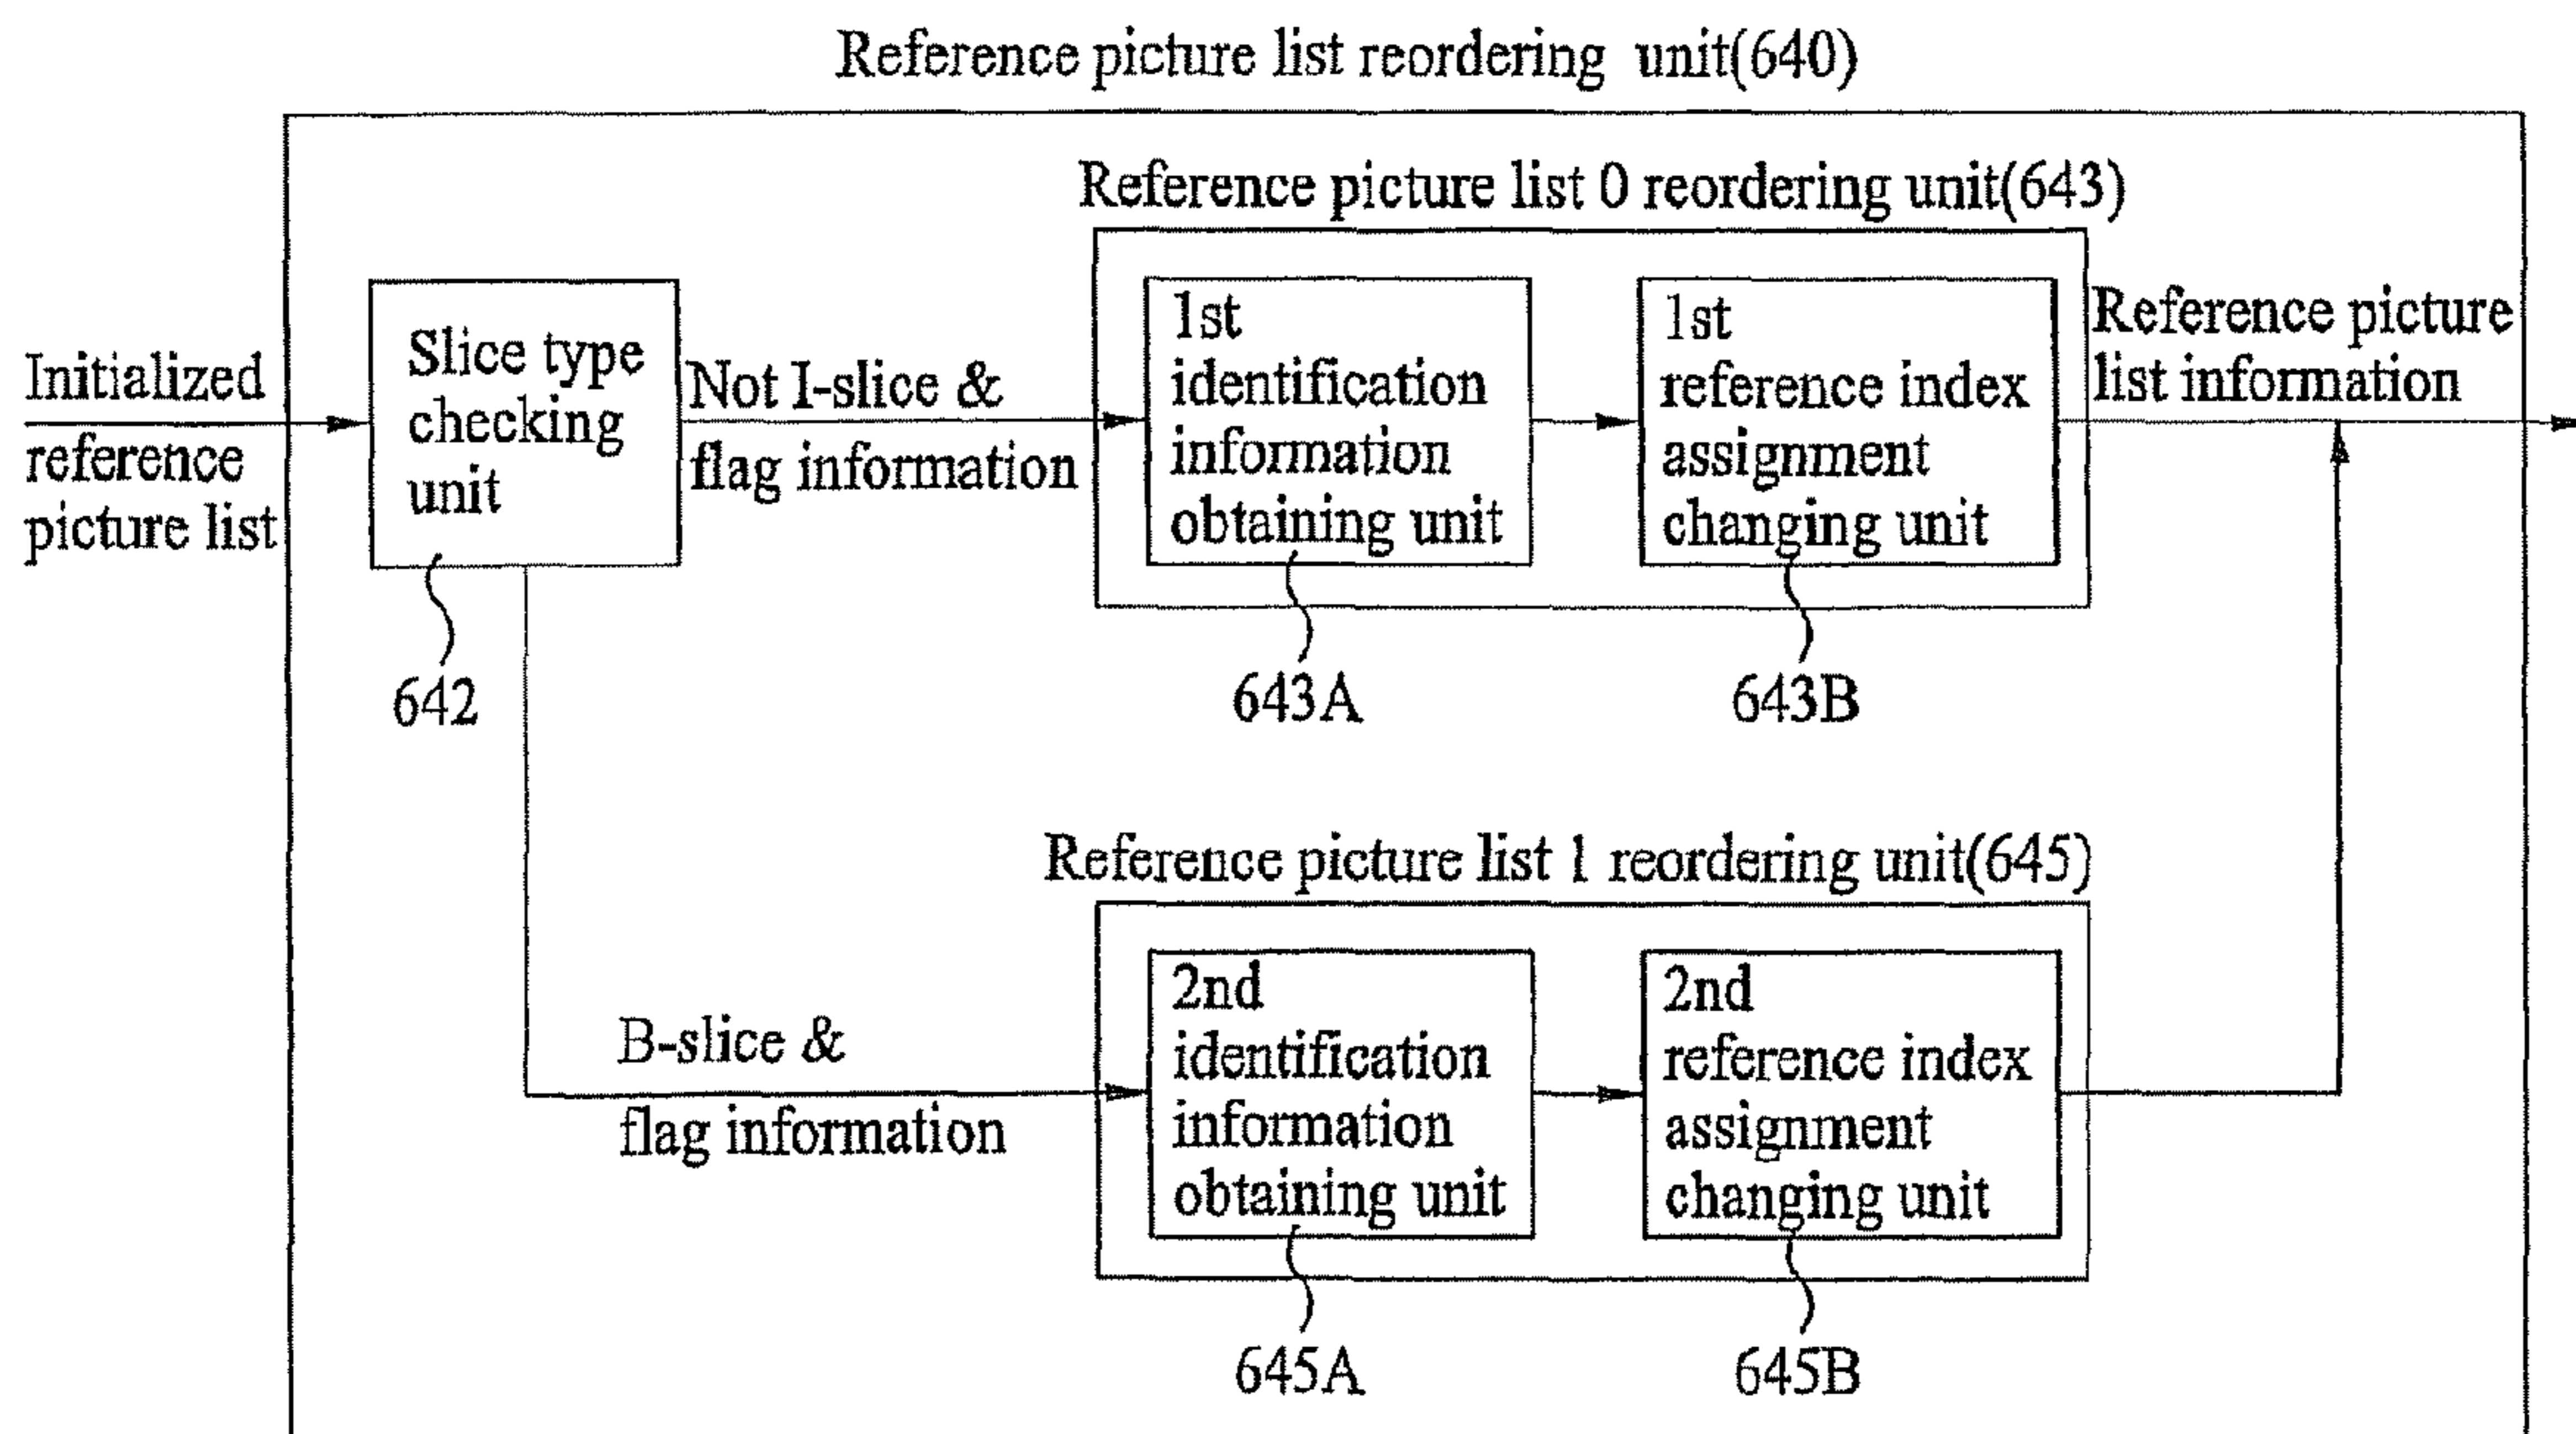 Reference picture list reordering unit(640)
Reference picture list 0 reordering unit(643)
Initialized
reference
picture list
Slice type
checking
unit
642
Not I-slice &
flag information
1st
identification
information
obtaining unit
643A
1st
reference index
assignment
changing unit
643B
Reference picture
list information
Reference picture list 1 reordering unit(645)
B-slice &
flag information
2nd
identification
information
obtaining unit
645A
2nd
reference index
assignment
changing unit
645B